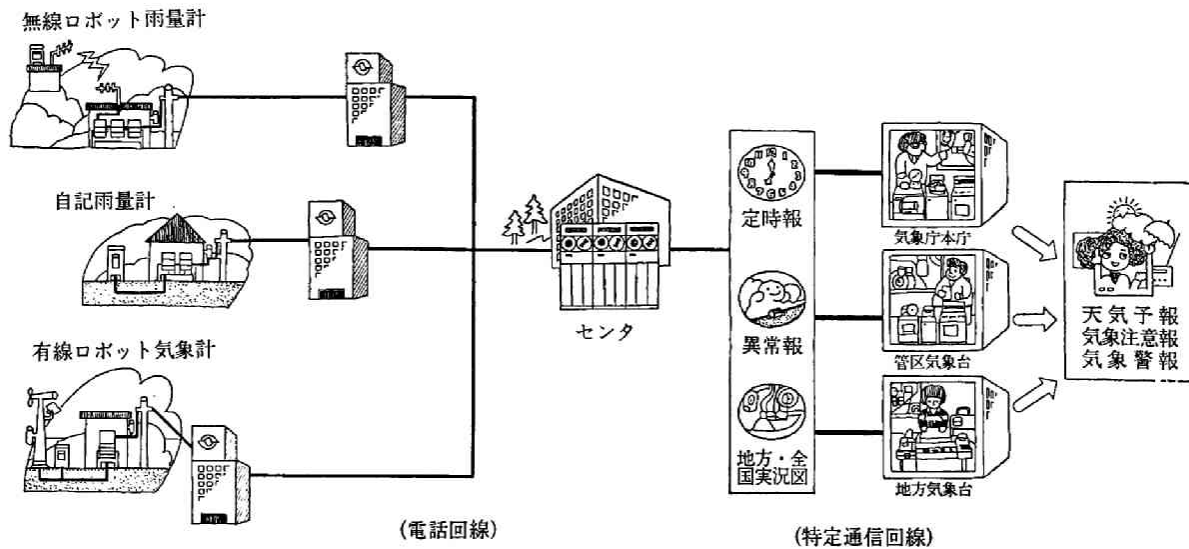 無線ロボット雨量計
自記雨量計
有線ロボット気象計
(電話回線)
センタ
定時報
異常報
地方・全
国実況図
(特定通信回線)
気象庁本庁
管区気象台
地方気象台
天気予報
気象注意報
気象警報